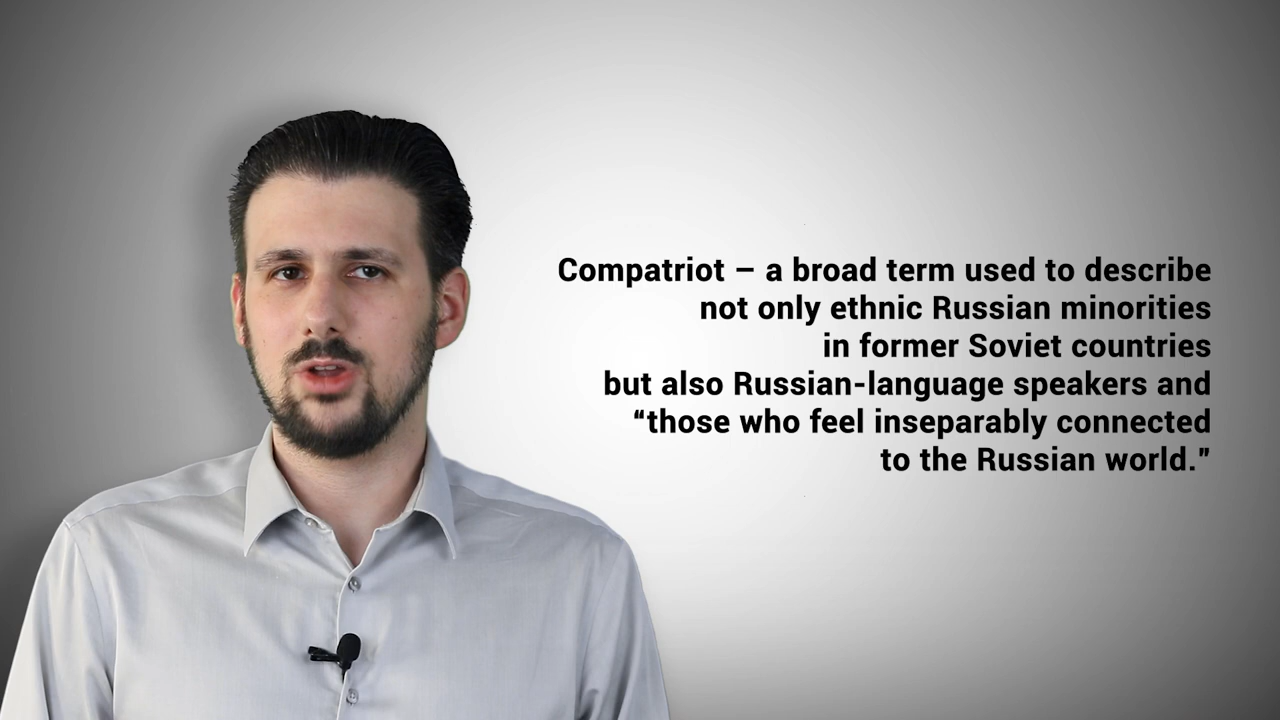 Compatriot – a broad term used to describe
not only ethnic Russian minorities
in former Soviet countries
but also Russian-language speakers and
“those who feel inseparably connected
to the Russian world."